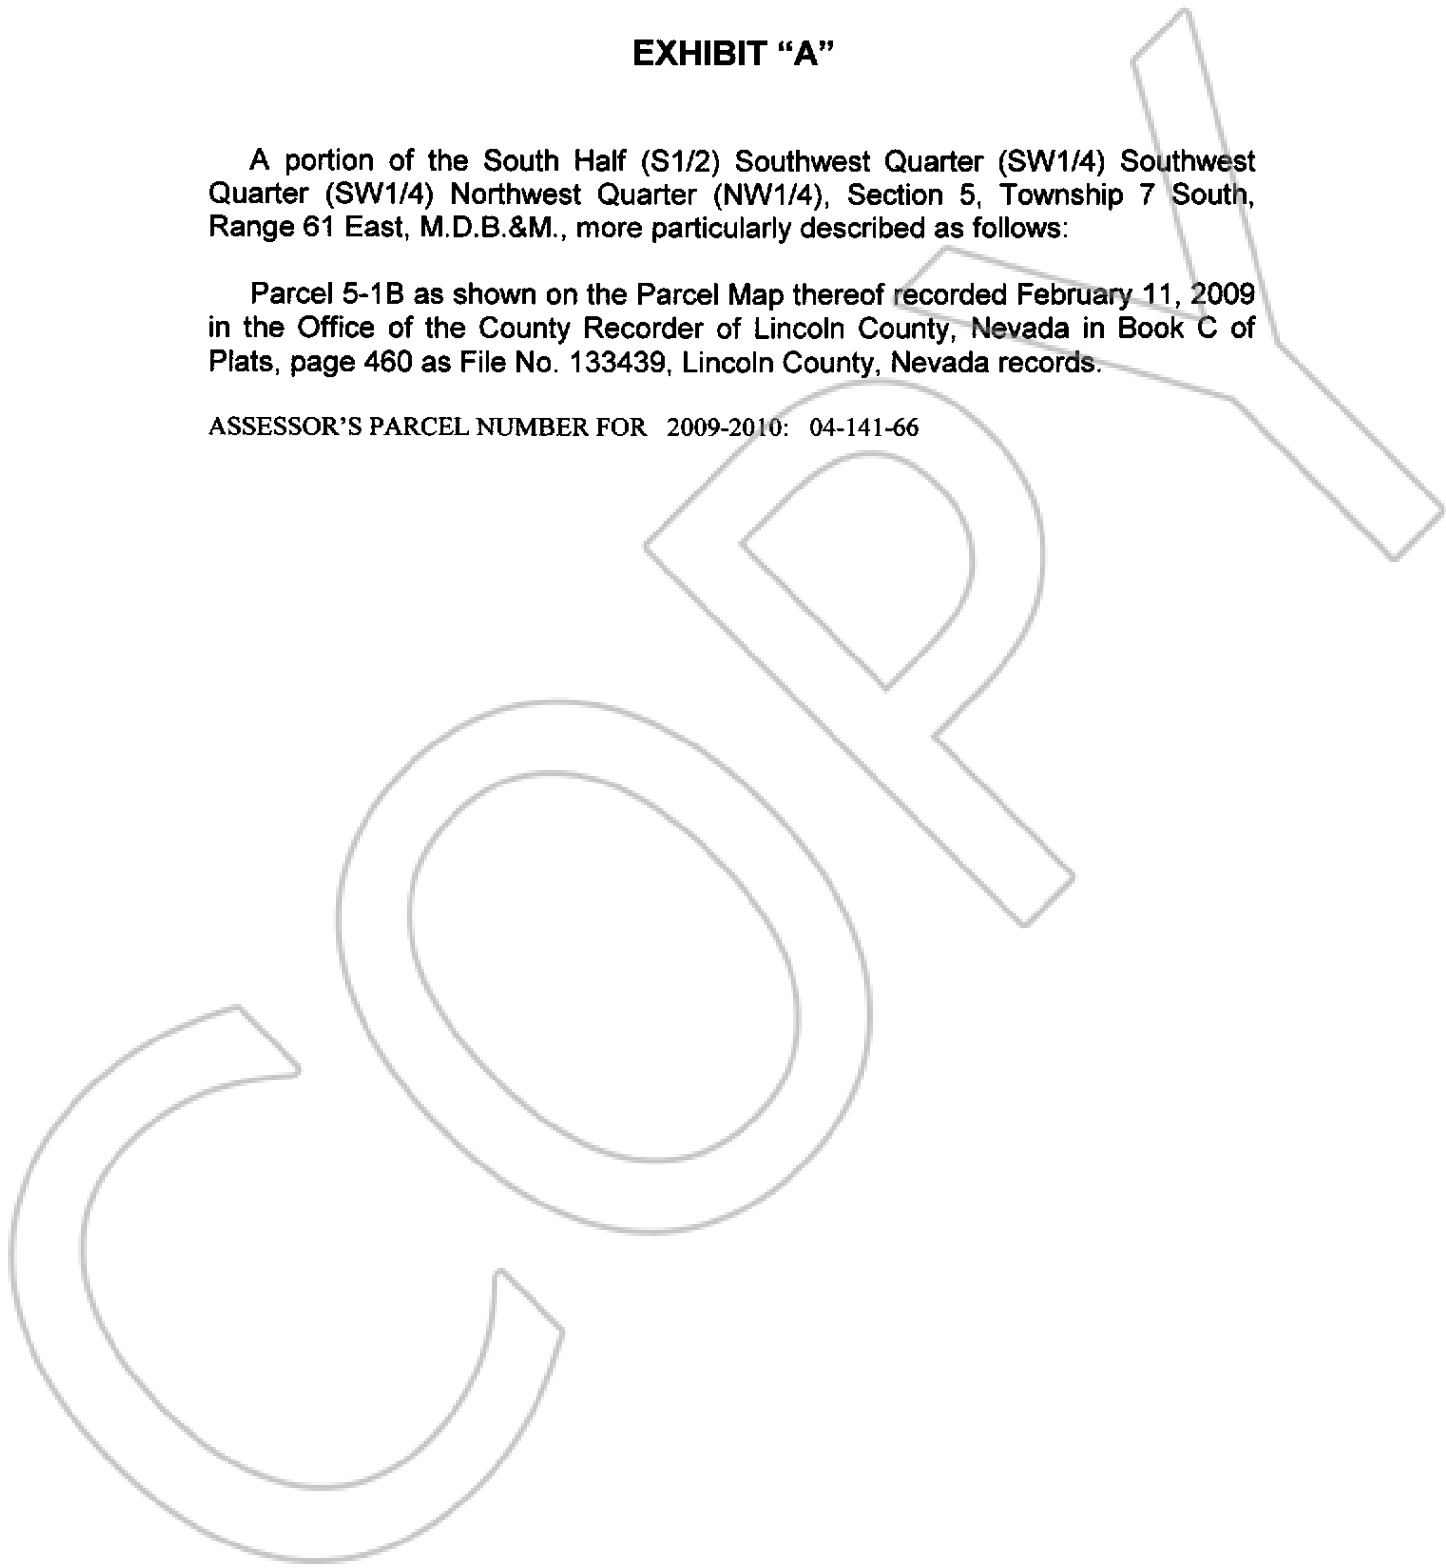 EXHIBIT “A”
A portion of the South Half (S1/2) Southwest Quarter (SW1/4) Southwest
Quarter (SW1/4) Northwest Quarter (NW1/4), Section 5, Township 7 South,
Range 61 East, M.D.B.&M., more particularly described as follows:
Parcel 5-1B as shown on the Parcel Map thereof recorded February 11, 2009
in the Office of the County Recorder of Lincoln County, Nevada in Book C of
Plats, page 460 as File No. 133439, Lincoln County, Nevada records.
ASSESSOR’S PARCEL NUMBER FOR 2009-2010: 04-141-66
COPY